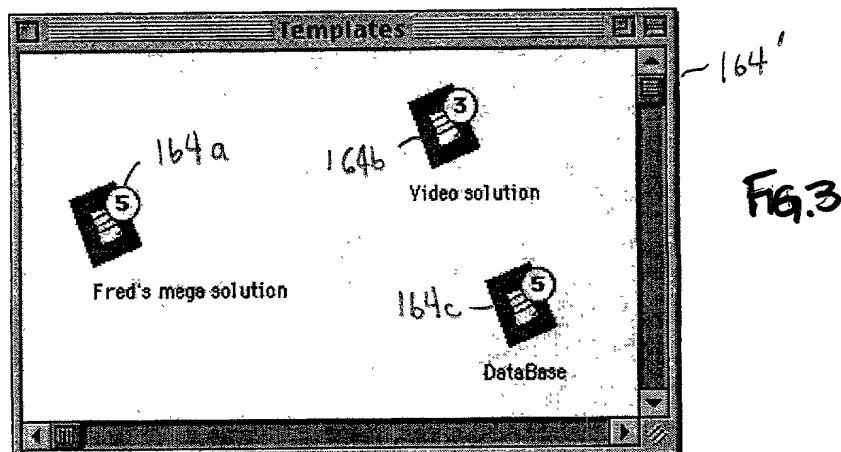 Templates
164'
3
164a
164b
5
Video solution
FIG.3
Fred's mega solution
5
164c
DataBase